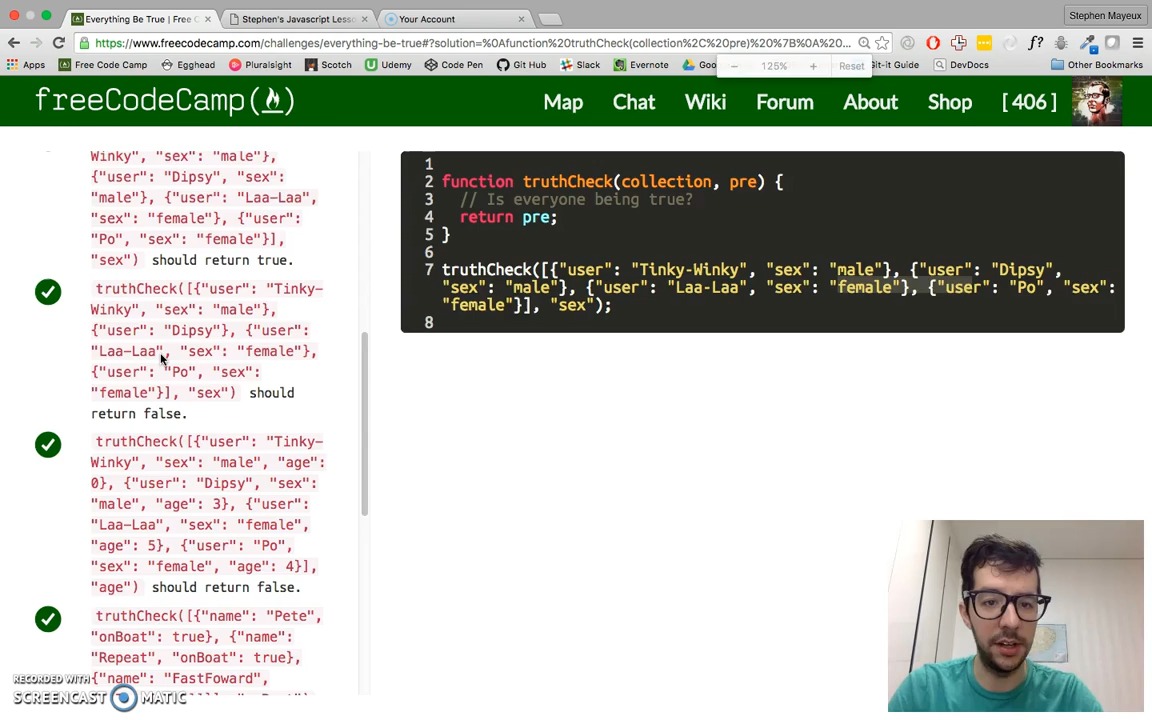 Everything Be True | Free C
Stephen's Javascript Lesso
Your Account
Stephen Mayeux
https://www.freecodecamp.com/challenges/everything-be-true#?solution=%0Afunction%20truthCheck(collection%2C%20pre)%20%7B%0A%20...
Apps
Free Code Camp
Egghead
Pluralsight
Scotch
Udemy
Code Pen
Git Hub
Slack
Evernote
Goo
125%
Reset
Git-it Guide
DevDocs
Other Bookmarks
freeCodeCamp
Map
Chat
Wiki
Forum
About
Shop
[ 406 ]
Winky", "sex": "male"},
{"user": "Dipsy", "sex":
"male"}, {"user": "Laa-Laa",
"sex": "female"}, {"user":
"Po", "sex": "female"}],
"sex") should return true.
truthCheck([{"user": "Tinky-
Winky", "sex": "male"},
{"user": "Dipsy"}, {"user":
"Laa-Laa", "sex": "female"},
{"user": "Po", "sex":
"female"}], "sex") should
return false.
truthCheck([{"user": "Tinky-
Winky", "sex": "male", "age":
0}, {"user": "Dipsy", "sex":
"male", "age": 3}, {"user":
"Laa-Laa", "sex": "female",
"age": 5}, {"user": "Po",
"sex": "female", "age": 4}],
"age") should return false.
truthCheck([{"name": "Pete",
"onBoat": true}, {"name":
"Repeat", "onBoat": true},
{"name": "FastFoward",
1
2 function truthCheck(collection, pre) {
3 // Is everyone being true?
4 return pre;
5 }
6
7 truthCheck([{"user": "Tinky-Winky", "sex": "male"}, {"user": "Dipsy",
"sex": "male"}, {"user": "Laa-Laa", "sex": "female"}, {"user": "Po", "sex":
"female"}], "sex");
8
RECORDED WITH
SCREENCAST MATIC